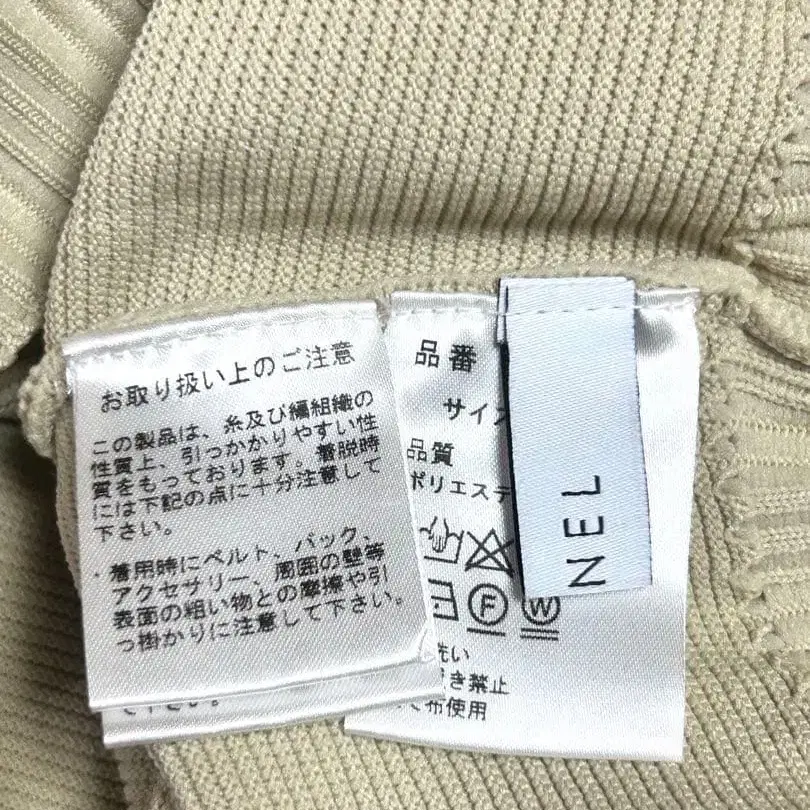 お取り扱い上のご注意
この製品は、糸及び編組織の
性質上、引っかかりやすい性
質をもっております。着脱時
には下記の点に十分注意して
下さい。
・着用時にベルト、バック、
アクセサリー、周囲の壁等
表面の粗い物との摩擦や引
っ掛かりに注意して下さい。
て下さい。
品番
サイズ
品質
ポリエステ
F
W
洗い
き禁止
て布使用
NEL